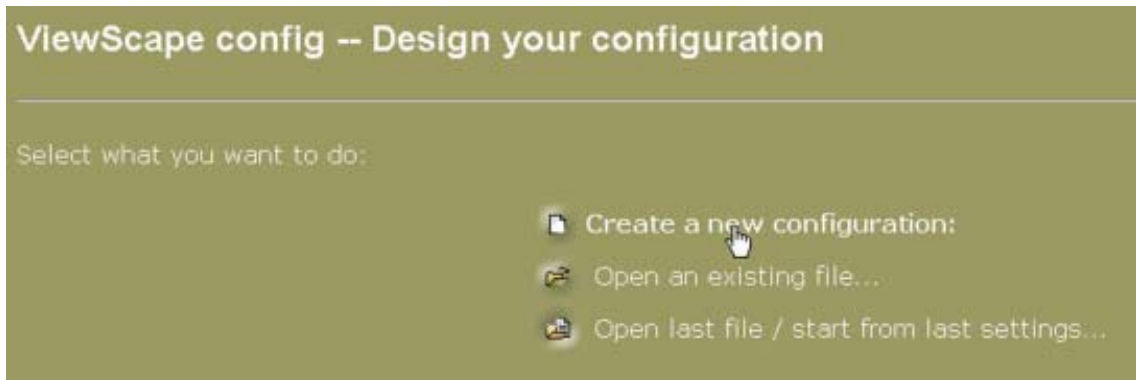 ViewScape config -- Design your configuration
Select what you want to do:
Create a new configuration:
Open an existing file...
Open last file / start from last settings...